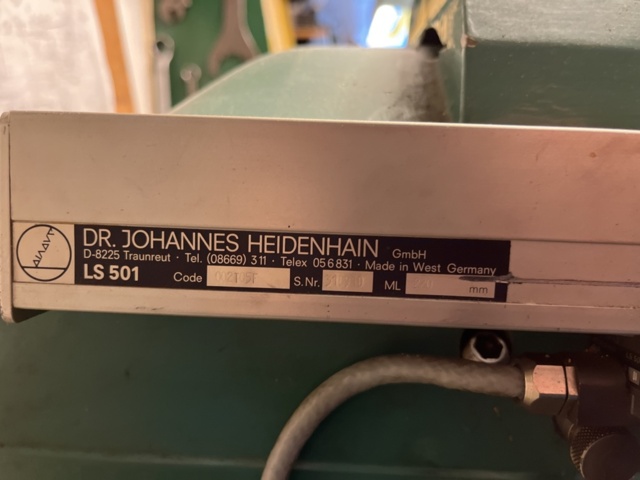 DR. JOHANNES HEIDENHAIN GmbH
D-8225 Traunreut · Tel. (08669) 311 · Telex 056831 · Made in West Germany
LS 501 Code S.Nr. ML mm